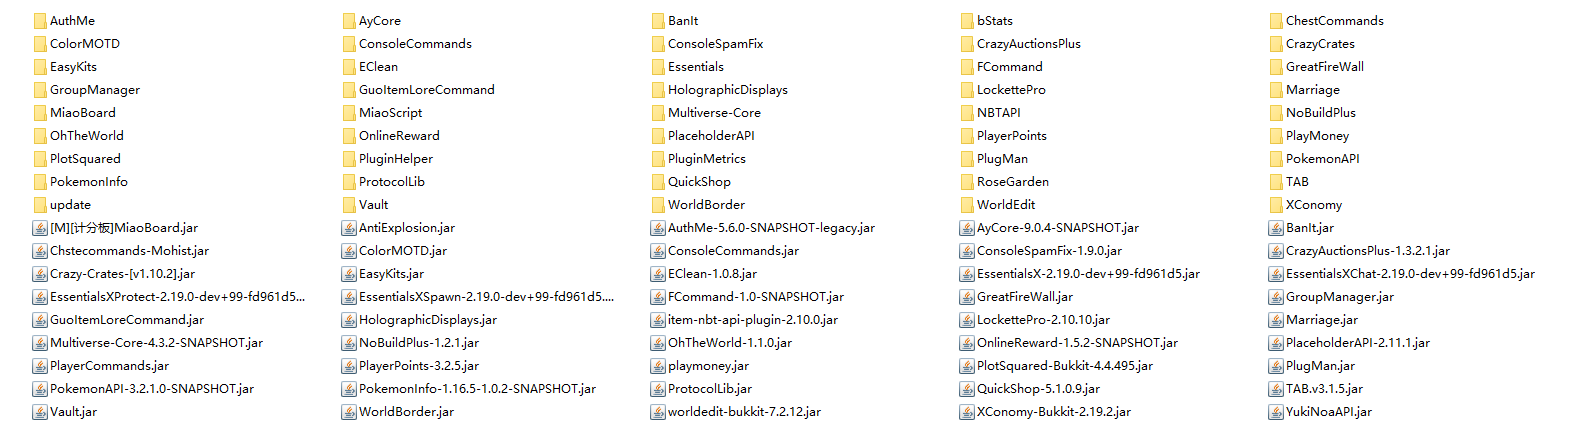 AuthMe AyCore BanIt bStats ChestCommands
ColorMOTD ConsoleCommands ConsoleSpamFix CrazyAuctionsPlus CrazyCrates
EasyKits EClean Essentials FCommand GreatFireWall
GroupManager GuoItemLoreCommand HolographicDisplays LockettePro Marriage
MiaoBoard MiaoScript Multiverse-Core NBTAPI NoBuildPlus
OhTheWorld OnlineReward PlaceholderAPI PlayerPoints PlayMoney
PlotSquared PluginHelper PluginMetrics PlugMan PokemonAPI
PokemonInfo ProtocolLib QuickShop RoseGarden TAB
update Vault WorldBorder WorldEdit XConomy
[M][计分板]MiaoBoard.jar AntiExplosion.jar AuthMe-5.6.0-SNAPSHOT-legacy.jar AyCore-9.0.4-SNAPSHOT.jar BanIt.jar
Chstecommands-Mohist.jar ColorMOTD.jar ConsoleCommands.jar ConsoleSpamFix-1.9.0.jar CrazyAuctionsPlus-1.3.2.1.jar
Crazy-Crates-[v1.10.2].jar EasyKits.jar EClean-1.0.8.jar EssentialsX-2.19.0-dev+99-fd961d5.jar EssentialsXChat-2.19.0-dev+99-fd961d5.jar
EssentialsXProtect-2.19.0-dev+99-fd961d5... EssentialsXSpawn-2.19.0-dev+99-fd961d5.... FCommand-1.0-SNAPSHOT.jar GreatFireWall.jar GroupManager.jar
GuoItemLoreCommand.jar HolographicDisplays.jar item-nbt-api-plugin-2.10.0.jar LockettePro-2.10.10.jar Marriage.jar
Multiverse-Core-4.3.2-SNAPSHOT.jar NoBuildPlus-1.2.1.jar OhTheWorld-1.1.0.jar OnlineReward-1.5.2-SNAPSHOT.jar PlaceholderAPI-2.11.1.jar
PlayerCommands.jar PlayerPoints-3.2.5.jar playmoney.jar PlotSquared-Bukkit-4.4.495.jar PlugMan.jar
PokemonAPI-3.2.1.0-SNAPSHOT.jar PokemonInfo-1.16.5-1.0.2-SNAPSHOT.jar ProtocolLib.jar QuickShop-5.1.0.9.jar TAB.v3.1.5.jar
Vault.jar WorldBorder.jar worldedit-bukkit-7.2.12.jar XConomy-Bukkit-2.19.2.jar YukiNoaAPI.jar